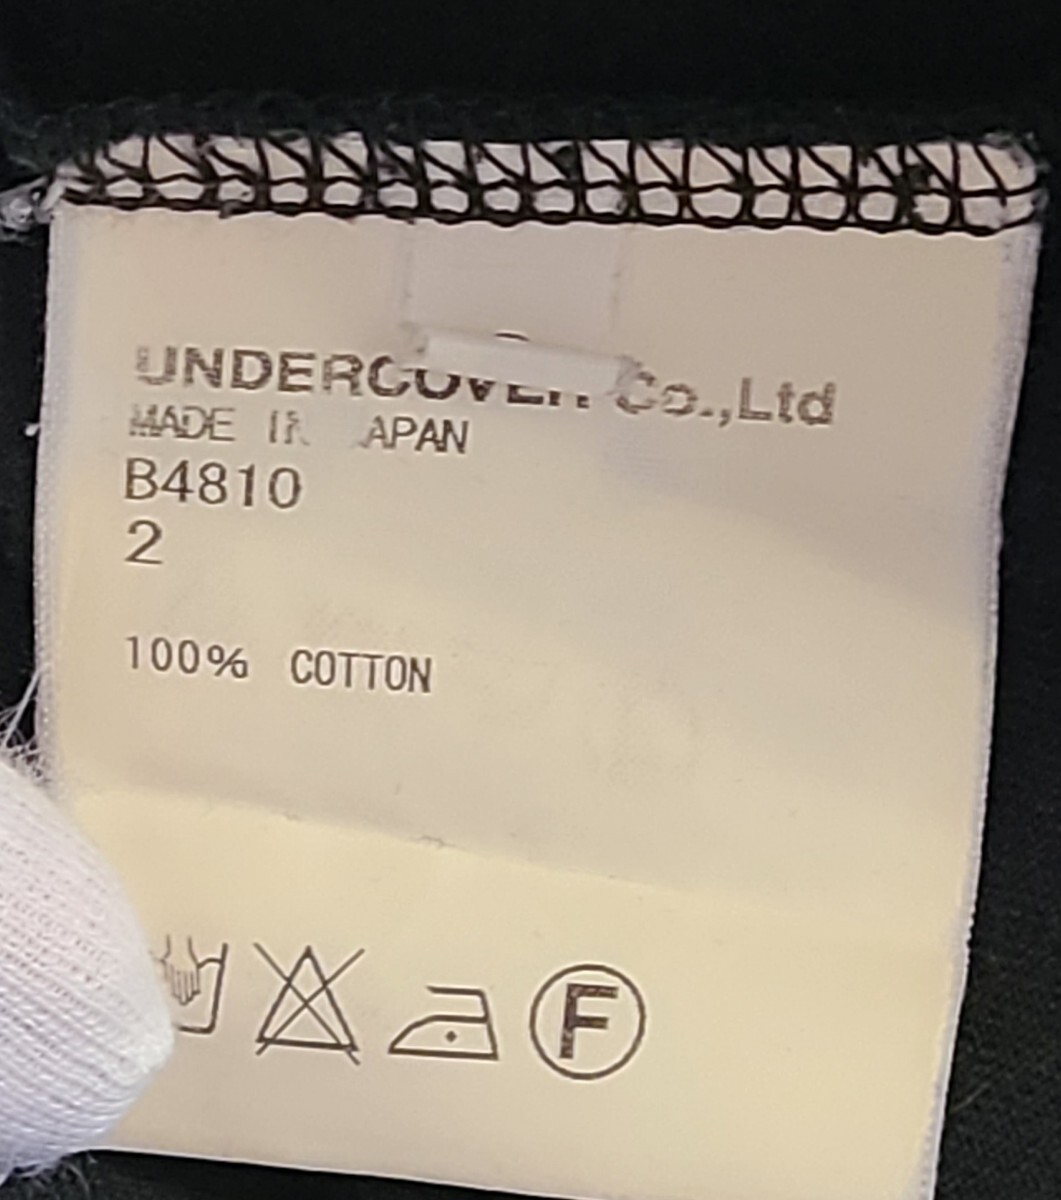 UNDERCOVER Co.,Ltd
MADE IN JAPAN
B4810
2
100% COTTON
F